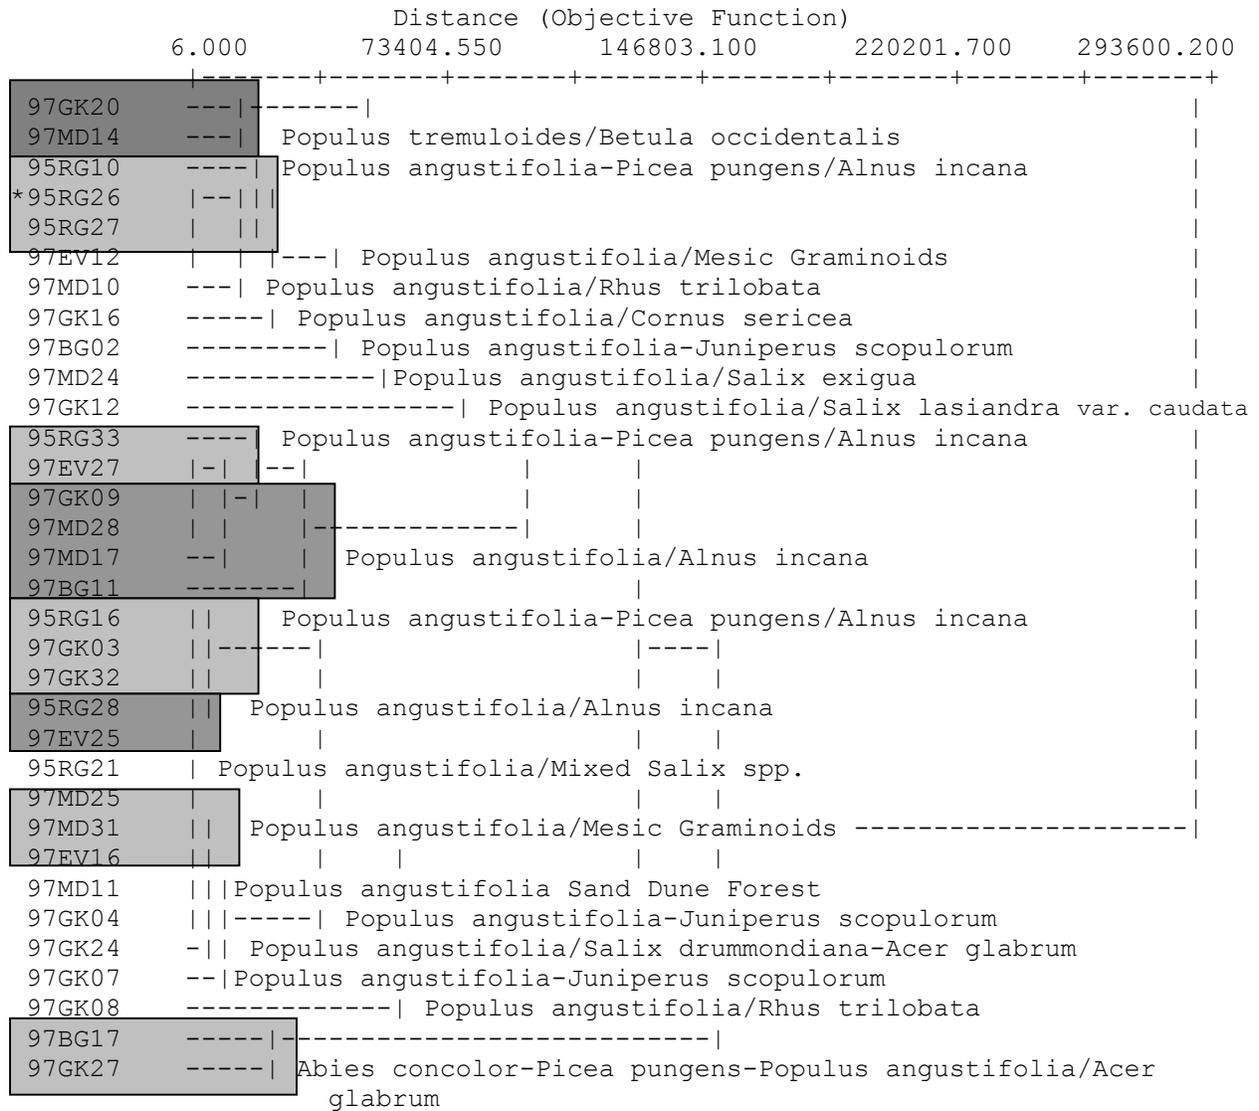 Distance (Objective Function)
6.000 73404.550 146803.100 220201.700 293600.200
|-------+-------+-------+-------+-------+-------+-------+-------+
97GK20 ---|-------| |
97MD14 ---| Populus tremuloides/Betula occidentalis |
95RG10 ----| Populus angustifolia-Picea pungens/Alnus incana |
*95RG26 |--||| |
95RG27 | || |
97EV12 | | |---| Populus angustifolia/Mesic Graminoids |
97MD10 ---| Populus angustifolia/Rhus trilobata |
97GK16 -----| Populus angustifolia/Cornus sericea |
97BG02 ---------| Populus angustifolia-Juniperus scopulorum |
97MD24 ------------|Populus angustifolia/Salix exigua |
97GK12 -----------------| Populus angustifolia/Salix lasiandra var. caudata
95RG33 ----| Populus angustifolia-Picea pungens/Alnus incana |
97EV27 |-| |--| | | |
97GK09 | |-| | | | |
97MD28 | | |-------------| | |
97MD17 --| | Populus angustifolia/Alnus incana |
97BG11 -------| | |
95RG16 || Populus angustifolia-Picea pungens/Alnus incana |
97GK03 ||------| |----| |
97GK32 || | | | |
95RG28 || Populus angustifolia/Alnus incana |
97EV25 | | | | |
95RG21 | Populus angustifolia/Mixed Salix spp. |
97MD25 | | | | |
97MD31 || Populus angustifolia/Mesic Graminoids ---------------------|
97EV16 || | | | |
97MD11 |||Populus angustifolia Sand Dune Forest
97GK04 |||-----| Populus angustifolia-Juniperus scopulorum
97GK24 -|| Populus angustifolia/Salix drummondiana-Acer glabrum
97GK07 --|Populus angustifolia-Juniperus scopulorum
97GK08 -------------| Populus angustifolia/Rhus trilobata
97BG17 -----|---------------------------|
97GK27 -----| Abies concolor-Picea pungens-Populus angustifolia/Acer
glabrum